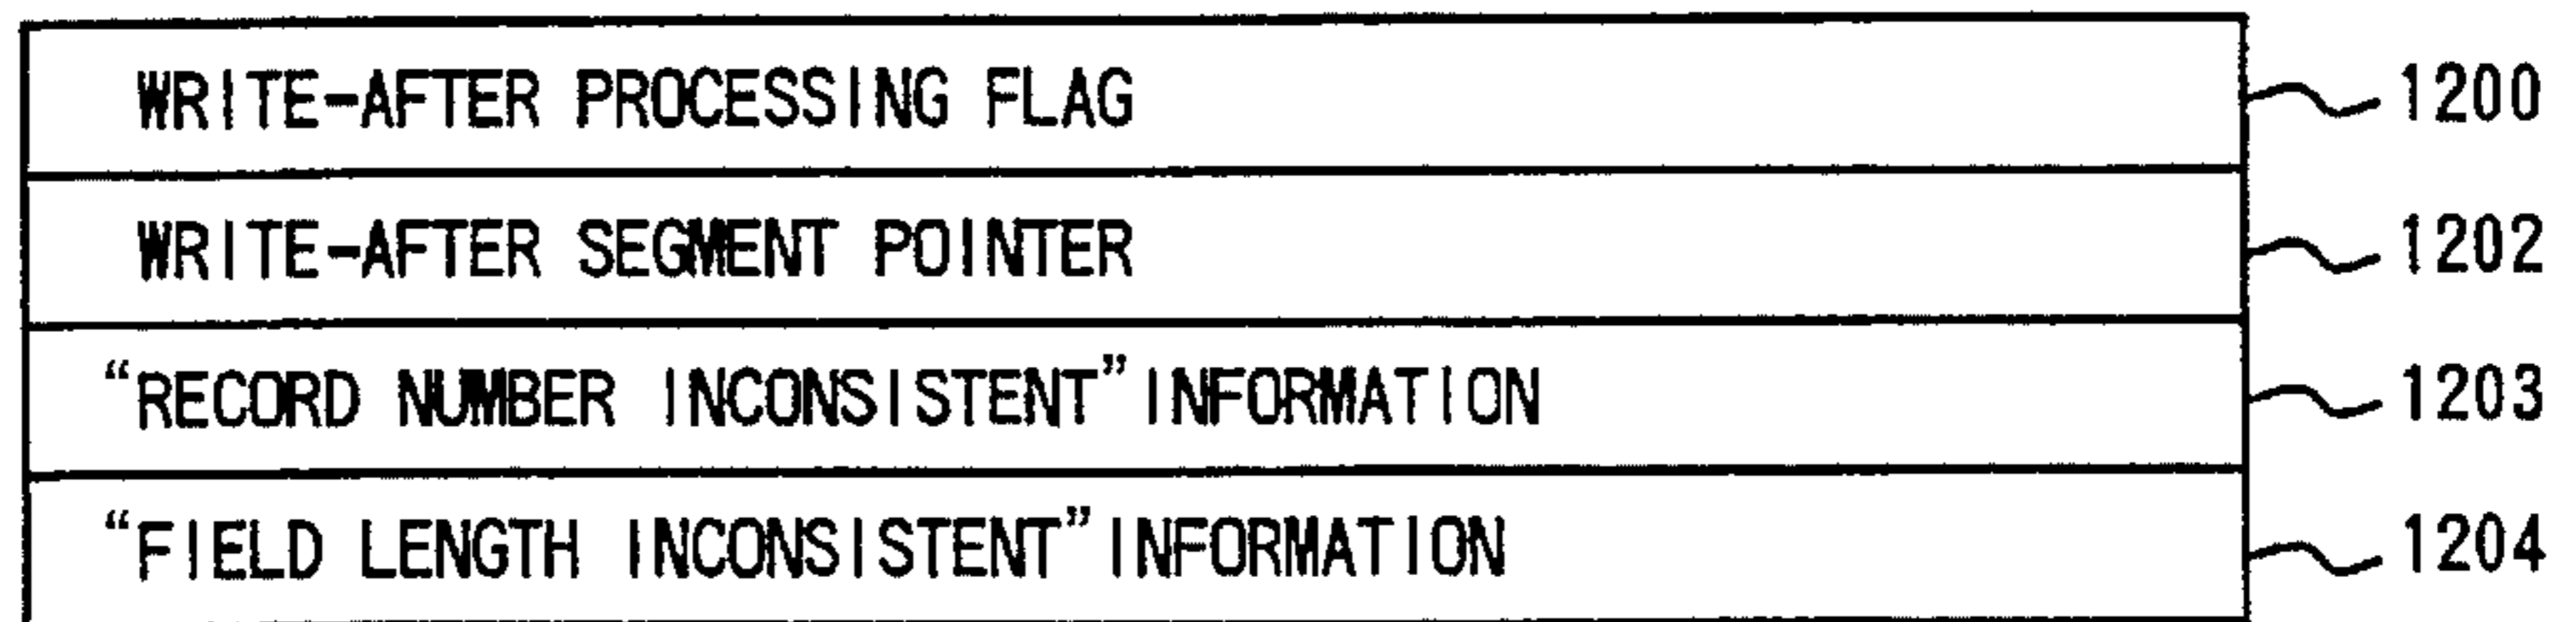 WRITE-AFTER PROCESSING FLAG 1200
WRITE-AFTER SEGMENT POINTER 1202
“RECORD NUMBER INCONSISTENT” INFORMATION 1203
“FIELD LENGTH INCONSISTENT” INFORMATION 1204